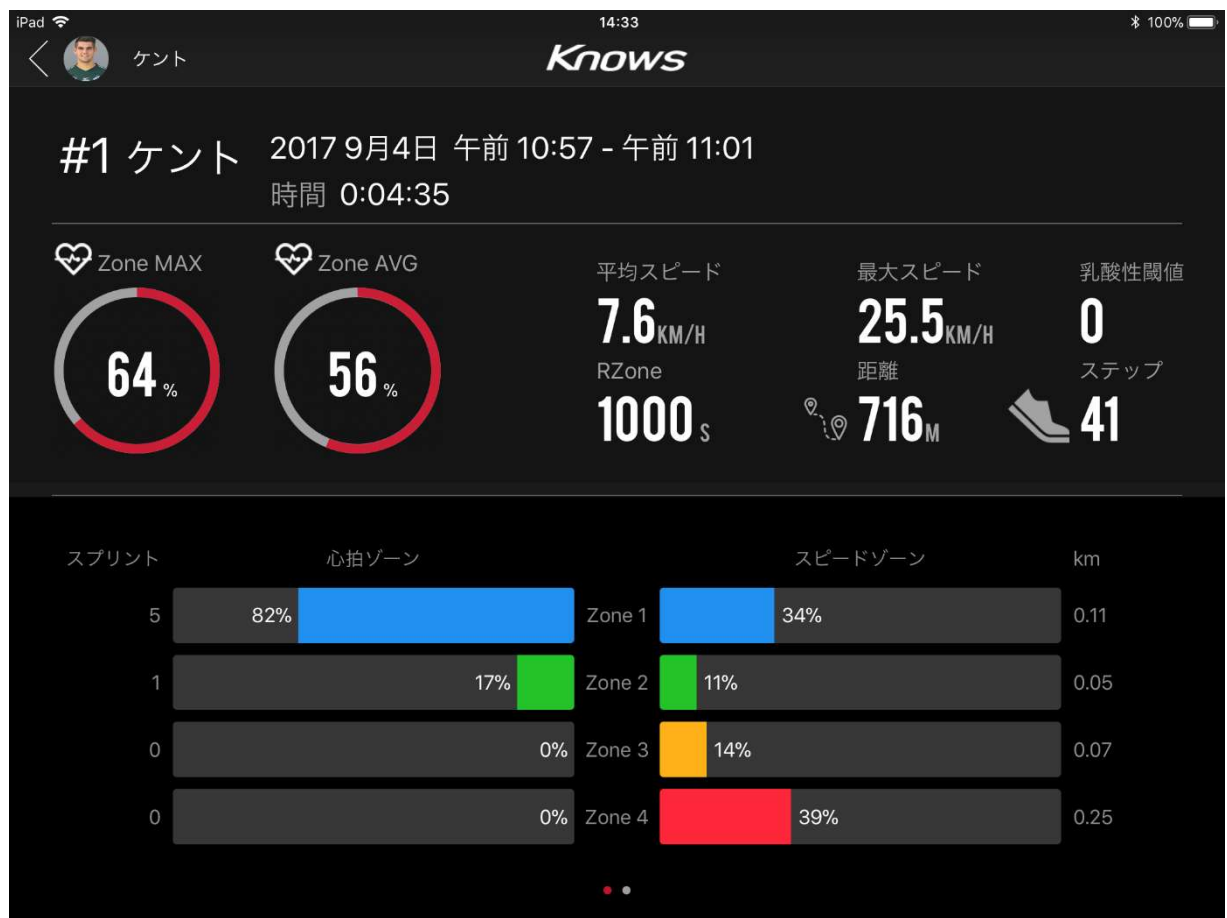 iPad 14:33 100%
ケント Knows
#1 ケント 2017 9月4日 午前 10:57 - 午前 11:01
時間 0:04:35
Zone MAX Zone AVG
64% 56%
平均スピード 最大スピード 乳酸性閾値
7.6KM/H 25.5KM/H 0
RZone 距離 ステップ
1000 S 716M 41
スプリント 心拍ゾーン スピードゾーン km
5 82% Zone 1 34% 0.11
1 17% Zone 2 11% 0.05
0 0% Zone 3 14% 0.07
0 0% Zone 4 39% 0.25